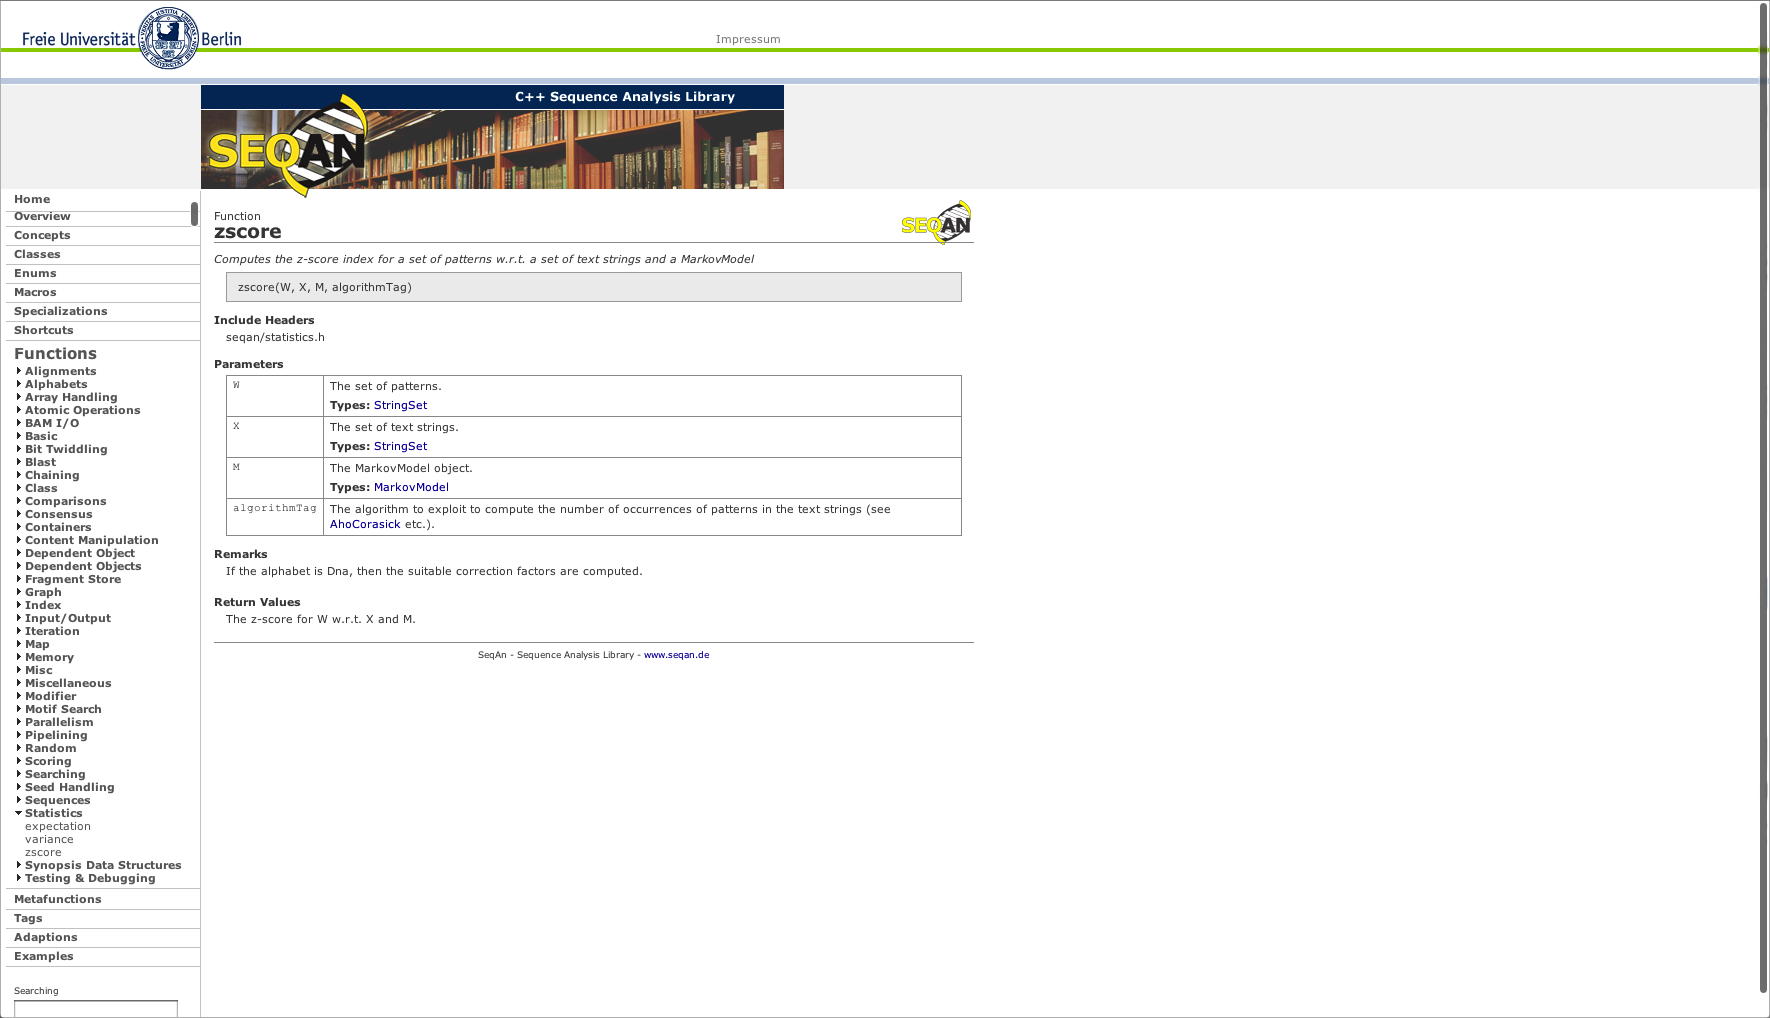 Freie Universität Berlin
Impressum
C++ Sequence Analysis Library
SEQAN
Home
Overview
Concepts
Classes
Enums
Macros
Specializations
Shortcuts
Functions
Alignments
Alphabets
Array Handling
Atomic Operations
BAM I/O
Basic
Bit Twiddling
Blast
Chaining
Class
Comparisons
Consensus
Containers
Content Manipulation
Dependent Object
Dependent Objects
Fragment Store
Graph
Index
Input/Output
Iteration
Map
Memory
Misc
Miscellaneous
Modifier
Motif Search
Parallelism
Pipelining
Random
Scoring
Searching
Seed Handling
Sequences
Statistics
expectation
variance
zscore
Synopsis Data Structures
Testing & Debugging
Metafunctions
Tags
Adaptions
Examples
Searching
Function
zscore
SEQAN
Computes the z-score index for a set of patterns w.r.t. a set of text strings and a MarkovModel
zscore(W, X, M, algorithmTag)
Include Headers
seqan/statistics.h
Parameters
W
The set of patterns.
Types: StringSet
X
The set of text strings.
Types: StringSet
M
The MarkovModel object.
Types: MarkovModel
algorithmTag
The algorithm to exploit to compute the number of occurrences of patterns in the text strings (see
AhoCorasick etc.).
Remarks
If the alphabet is Dna, then the suitable correction factors are computed.
Return Values
The z-score for W w.r.t. X and M.
SeqAn - Sequence Analysis Library - www.seqan.de